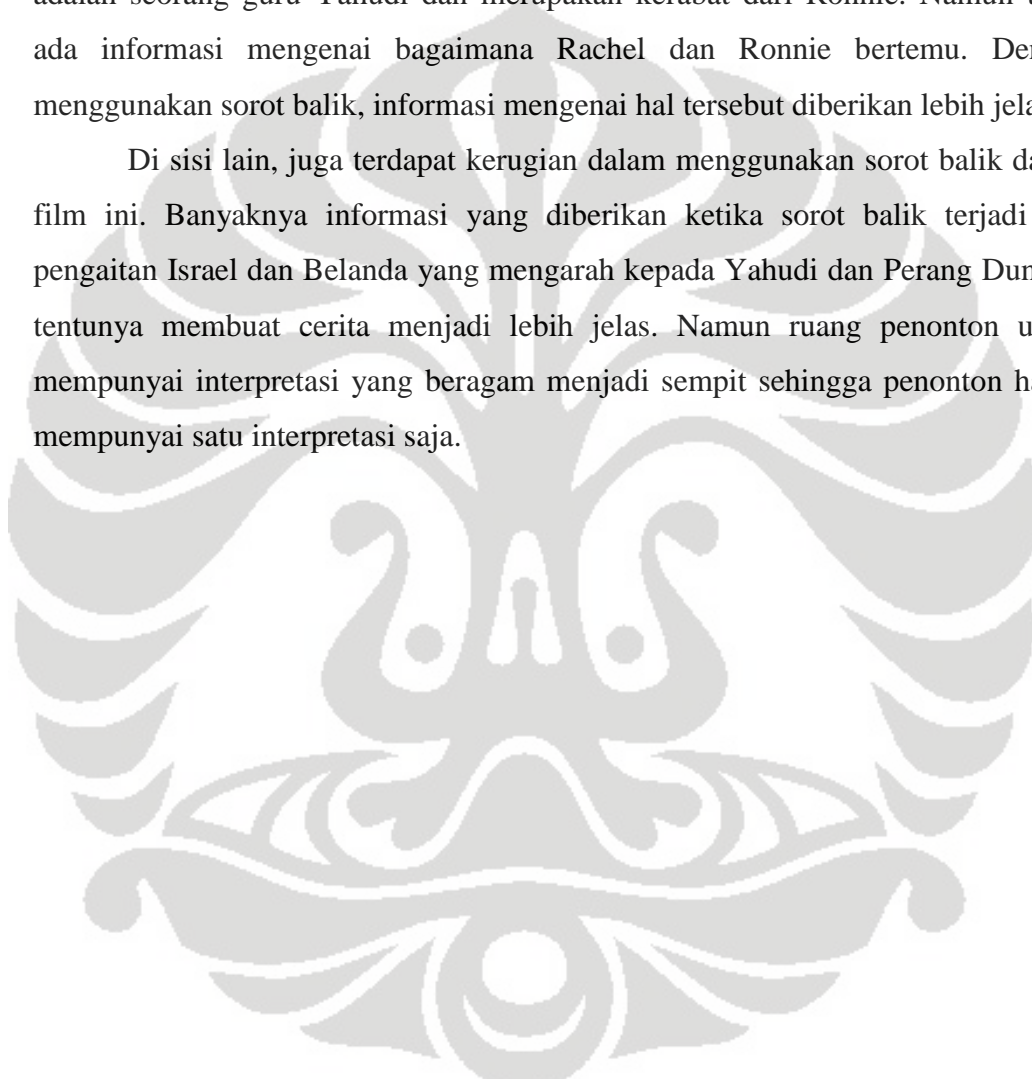 adalah seorang guru Yahudi dan merupakan kerabat dari Ronnie. Namun
ada informasi mengenai bagaimana Rachel dan Ronnie bertemu.
menggunakan sorot balik, informasi mengenai hal tersebut diberikan lebih
Di sisi lain, juga terdapat kerugian dalam menggunakan sorot balik
film ini. Banyaknya informasi yang diberikan ketika sorot balik terjadi
pengaitan Israel dan Belanda yang mengarah kepada Yahudi dan Perang
tentunya membuat cerita menjadi lebih jelas. Namun ruang penonton
mempunyai interpretasi yang beragam menjadi sempit sehingga penonton
mempunyai satu interpretasi saja.